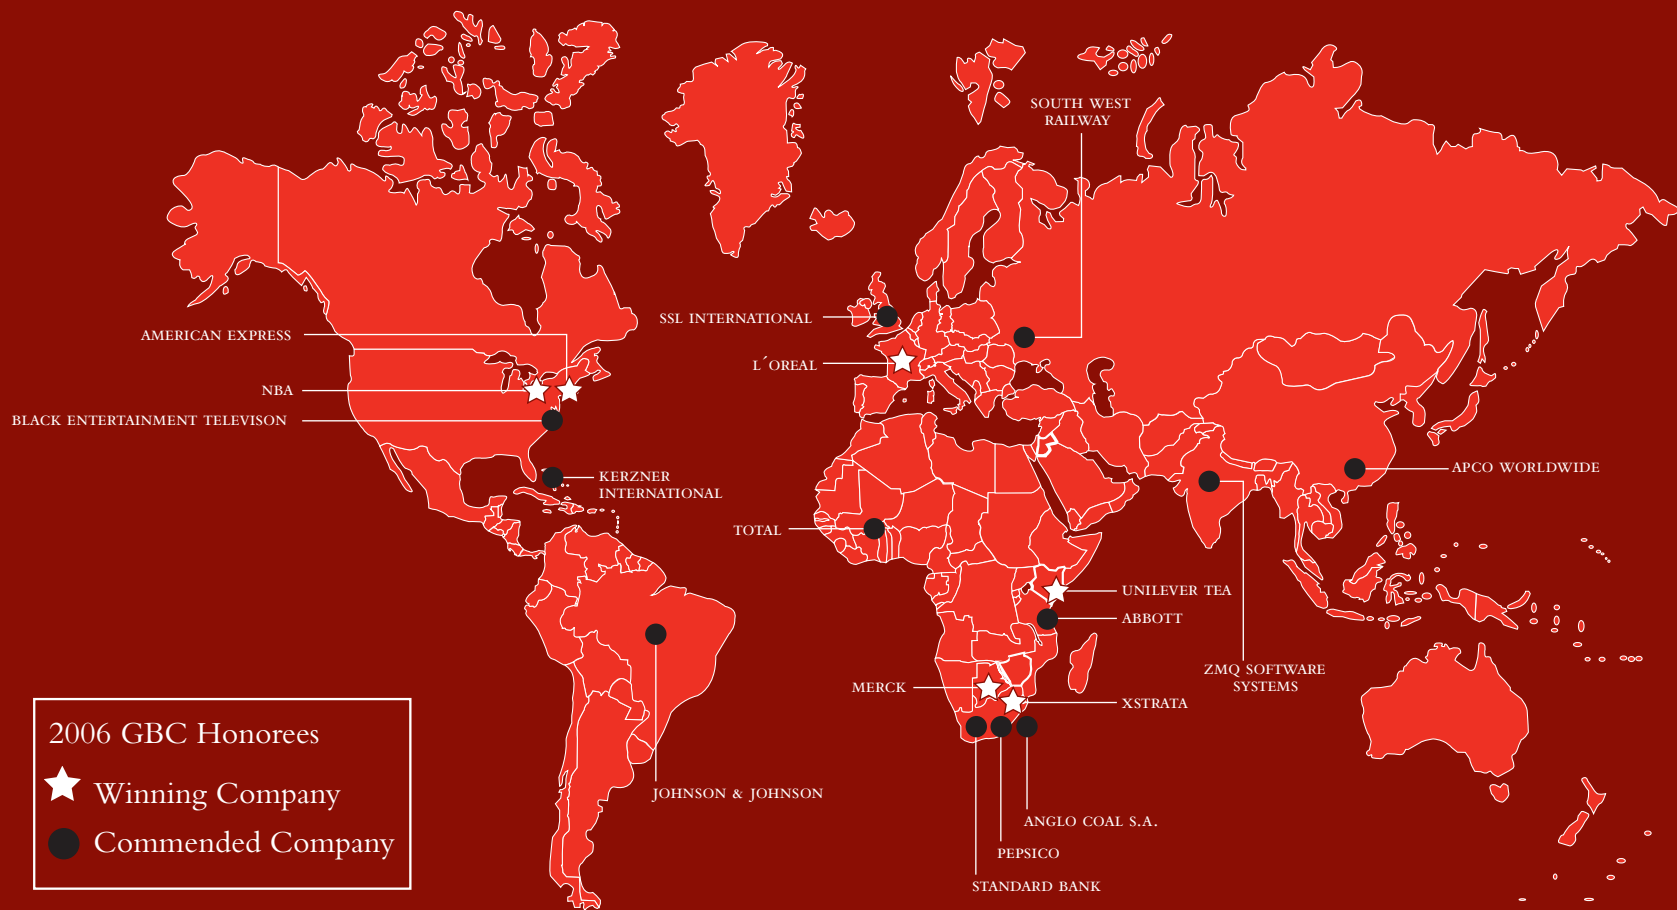 SOUTH WEST
RAILWAY
SSL INTERNATIONAL
AMERICAN EXPRESS
L´OREAL
NBA
BLACK ENTERTAINMENT TELEVISON
KERZNER
INTERNATIONAL
APCO WORLDWIDE
TOTAL
UNILEVER TEA
ABBOTT
ZMQ SOFTWARE
SYSTEMS
MERCK
XSTRATA
2006 GBC Honorees
Winning Company
Commended Company
JOHNSON & JOHNSON
ANGLO COAL S.A.
PEPSICO
STANDARD BANK